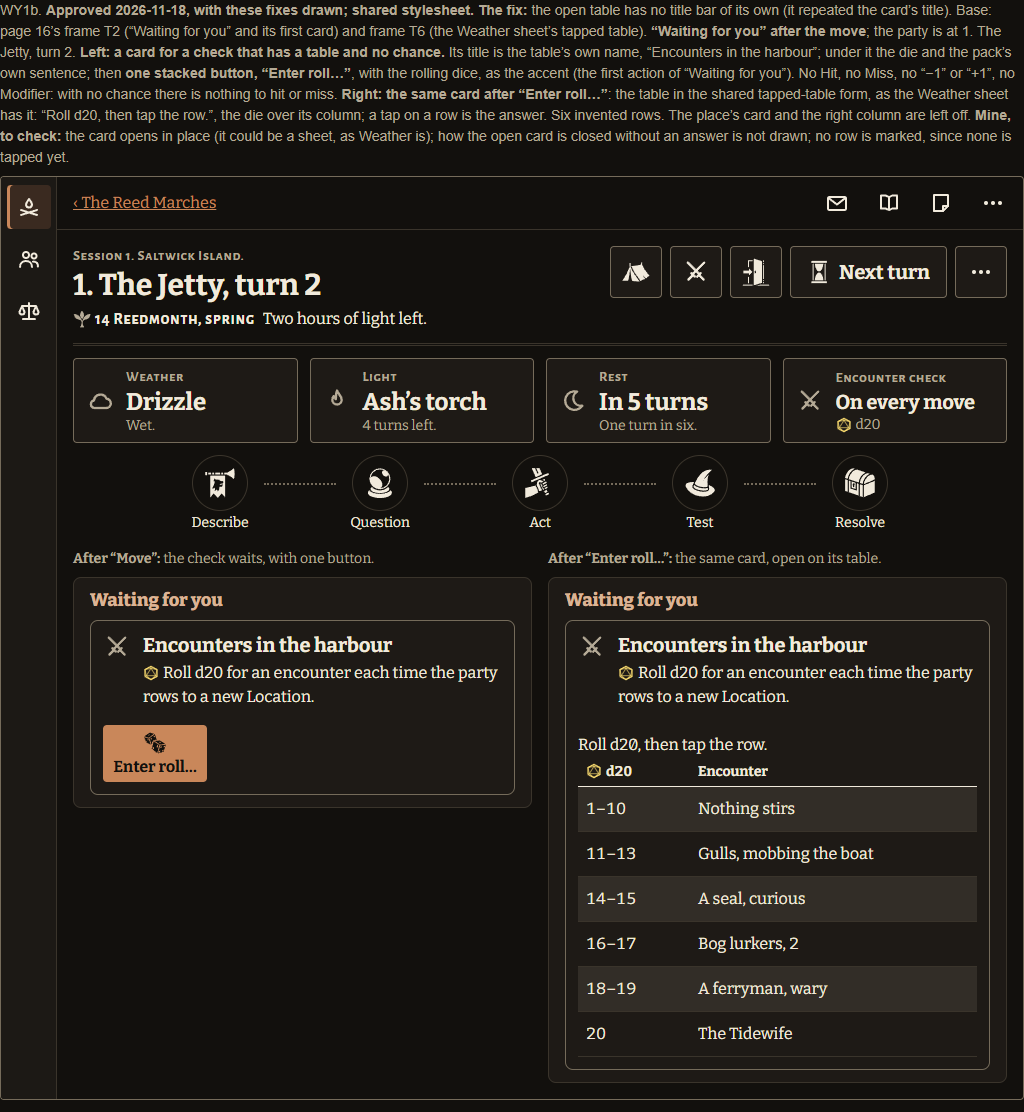 WY1b. Approved 2026-11-18, with these fixes drawn; shared stylesheet. The fix: the open table has no title bar of its own (it repeated the card's title). Base:
page 16's frame T2 (“Waiting for you” and its first card) and frame T6 (the Weather sheet's tapped table). “Waiting for you” after the move; the party is at 1. The
Jetty, turn 2. Left: a card for a check that has a table and no chance. Its title is the table's own name, “Encounters in the harbour”; under it the die and the pack's
own sentence; then one stacked button, “Enter roll…”, with the rolling dice, as the accent (the first action of “Waiting for you”). No Hit, no Miss, no “−1” or “+1”, no
Modifier: with no chance there is nothing to hit or miss. Right: the same card after “Enter roll…”: the table in the shared tapped-table form, as the Weather sheet
has it: “Roll d20, then tap the row.”, the die over its column; a tap on a row is the answer. Six invented rows. The place's card and the right column are left off. Mine,
to check: the card opens in place (it could be a sheet, as Weather is); how the open card is closed without an answer is not drawn; no row is marked, since none is
tapped yet.
‹ The Reed Marches
Session 1. Saltwick Island.
1. The Jetty, turn 2
14 Reedmonth, spring Two hours of light left.
Next turn
Weather
Drizzle
Wet.
Light
Ash’s torch
4 turns left.
Rest
In 5 turns
One turn in six.
Encounter check
On every move
d20
Describe
Question
Act
Test
Resolve
After “Move”: the check waits, with one button.
Waiting for you
Encounters in the harbour
Roll d20 for an encounter each time the party
rows to a new Location.
Enter roll…
After “Enter roll…”: the same card, open on its table.
Waiting for you
Encounters in the harbour
Roll d20 for an encounter each time the party
rows to a new Location.
Roll d20, then tap the row.
d20 Encounter
1–10 Nothing stirs
11–13 Gulls, mobbing the boat
14–15 A seal, curious
16–17 Bog lurkers, 2
18–19 A ferryman, wary
20 The Tidewife